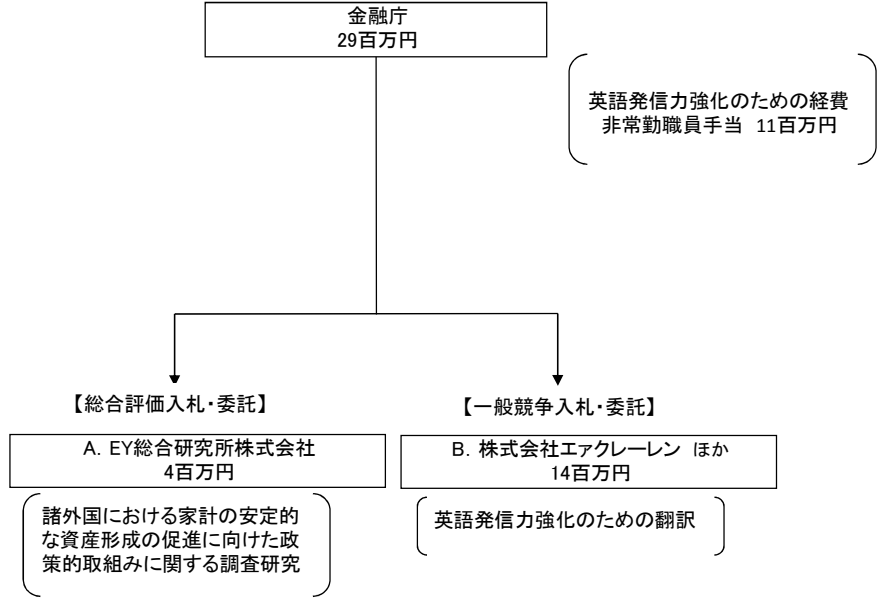 金融庁
29百万円
英語発信力強化のための経費
非常勤職員手当 11百万円
【総合評価入札・委託】
【一般競争入札・委託】
A. EY総合研究所株式会社
4百万円
B. 株式会社エァクレーレン ほか
14百万円
諸外国における家計の安定的
な資産形成の促進に向けた政
策的取組みに関する調査研究
英語発信力強化のための翻訳